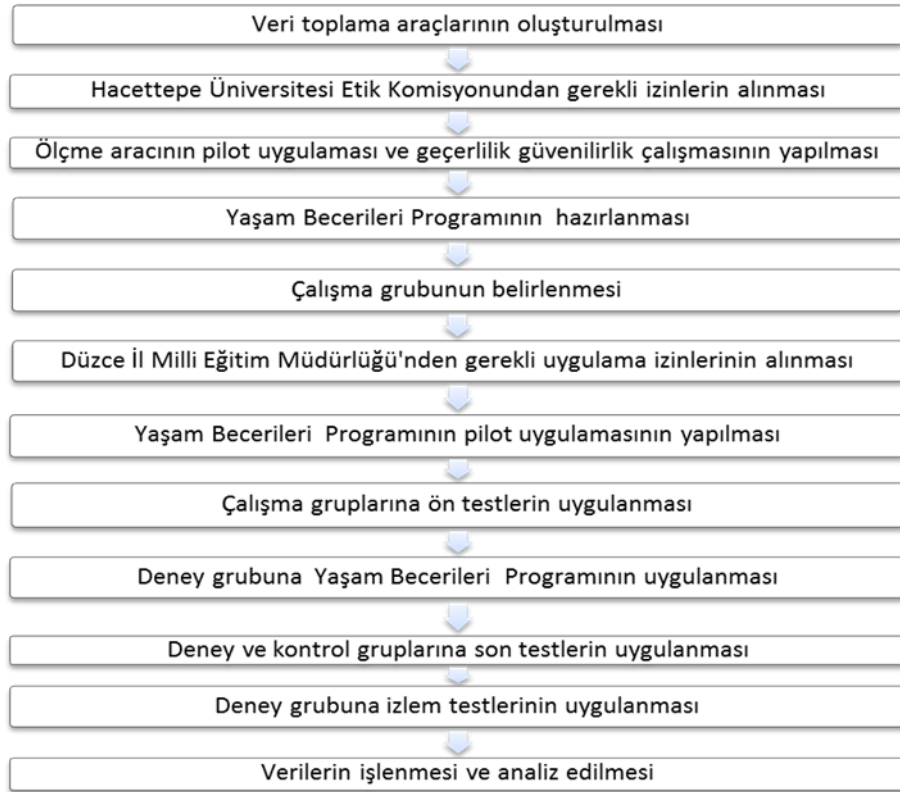 Veri toplama araçlarının oluşturulması
Hacettepe Üniversitesi Etik Komisyonundan gerekli izinlerin alınması
Ölçme aracının pilot uygulaması ve geçerlilik güvenilirlik çalışmasının yapılması
Yaşam Becerileri Programının hazırlanması
Çalışma grubunun belirlenmesi
Düzce İl Milli Eğitim Müdürlüğü'nden gerekli uygulama izinlerinin alınması
Yaşam Becerileri Programının pilot uygulamasının yapılması
Çalışma gruplarına ön testlerin uygulanması
Deney grubuna Yaşam Becerileri Programının uygulanması
Deney ve kontrol gruplarına son testlerin uygulanması
Deney grubuna izlem testlerinin uygulanması
Verilerin işlenmesi ve analiz edilmesi